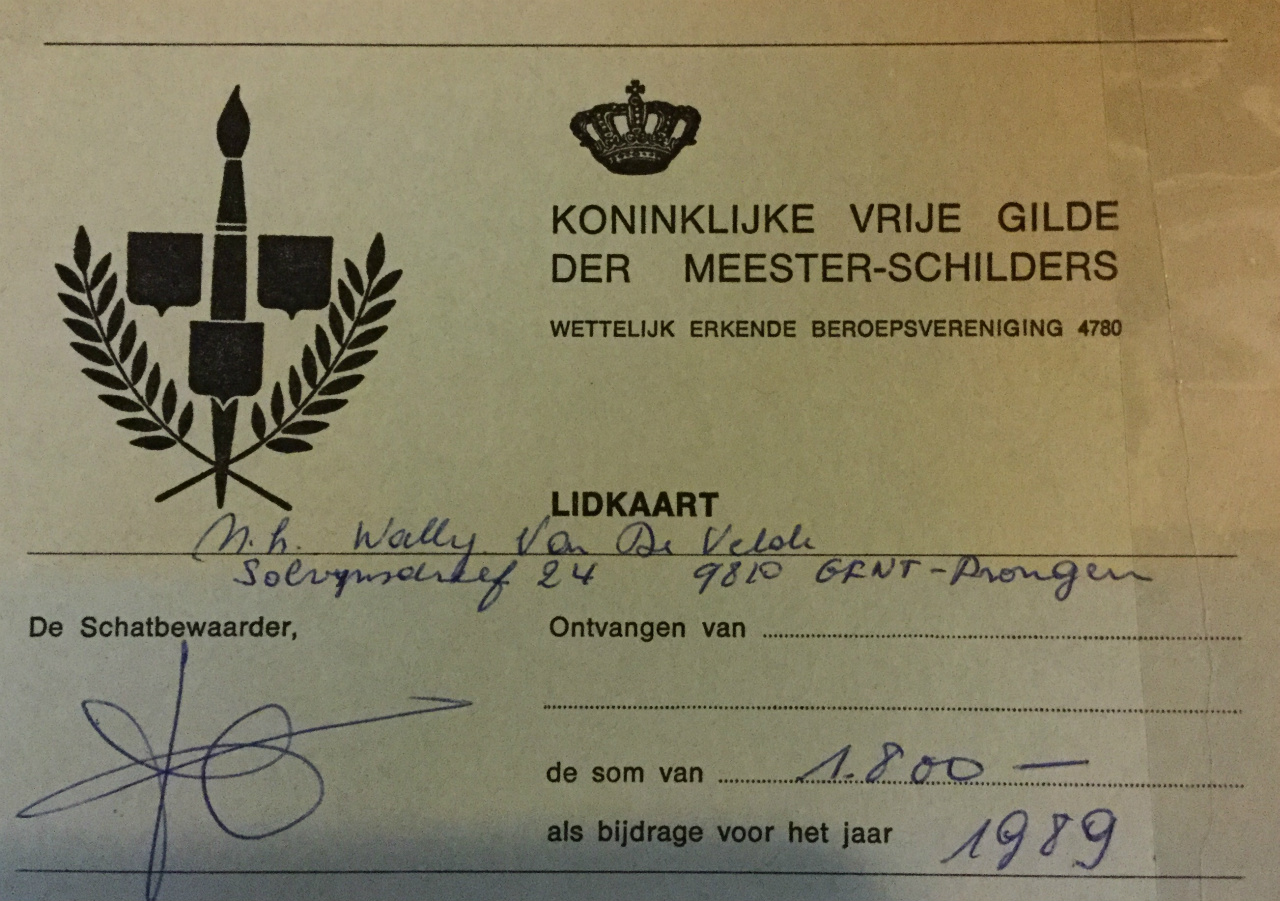 KONINKLIJKE VRIJE GILDE
DER MEESTER-SCHILDERS
WETTELIJK ERKENDE BEROEPSVERENIGING 4780
LIDKAART
Wally Van De Velde
24 9810 GENT-Drongen
De Schatbewaarder,
Ontvangen van
de som van 1.800 —
als bijdrage voor het jaar 1989